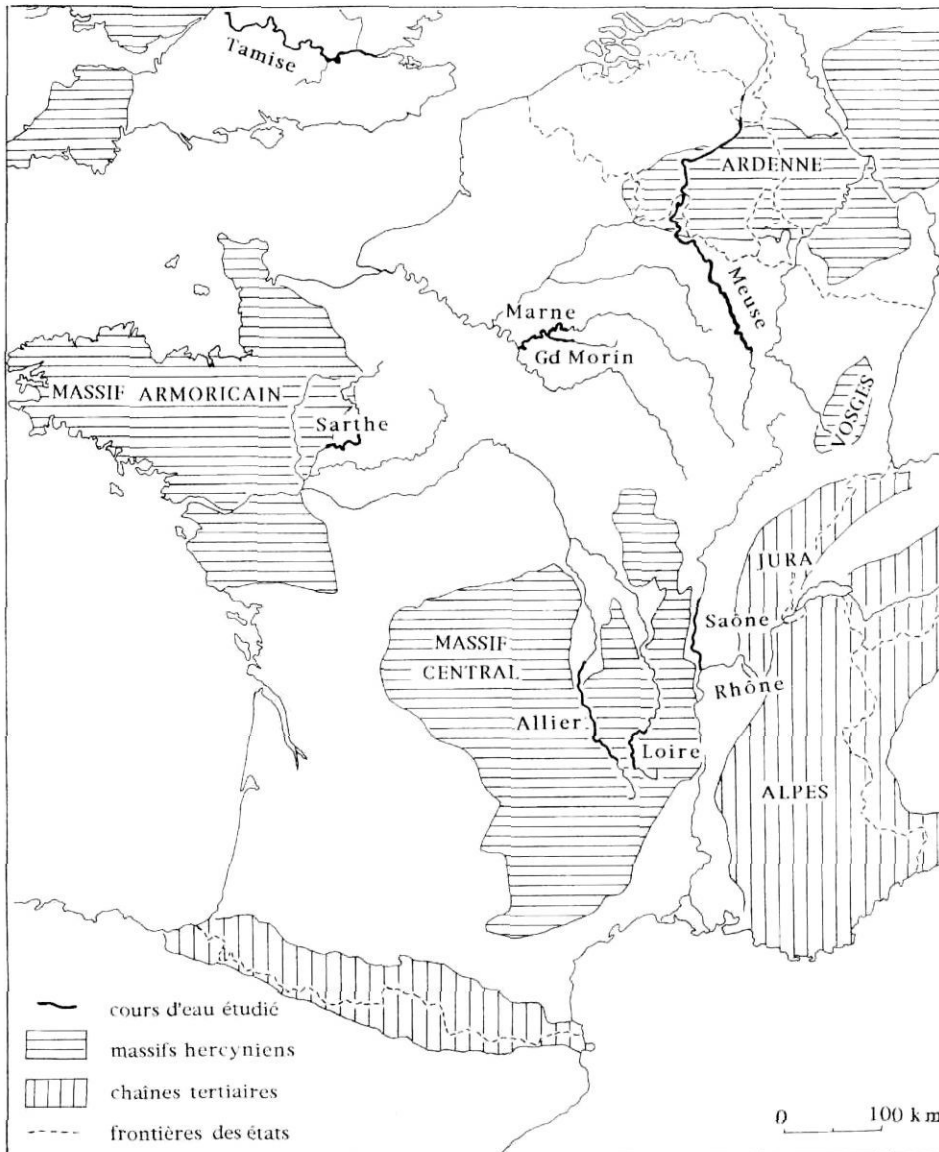 Tamise
ARDENNE
Meuse
Marne
Gd Morin
MASSIF ARMORICAIN
VOSGES
Sarthe
JURA
Saône
MASSIF
CENTRAL
Rhône
Allier
Loire
ALPES
cours d'eau étudié
massifs hercyniens
chaînes tertiaires
frontières des états
0 100 km